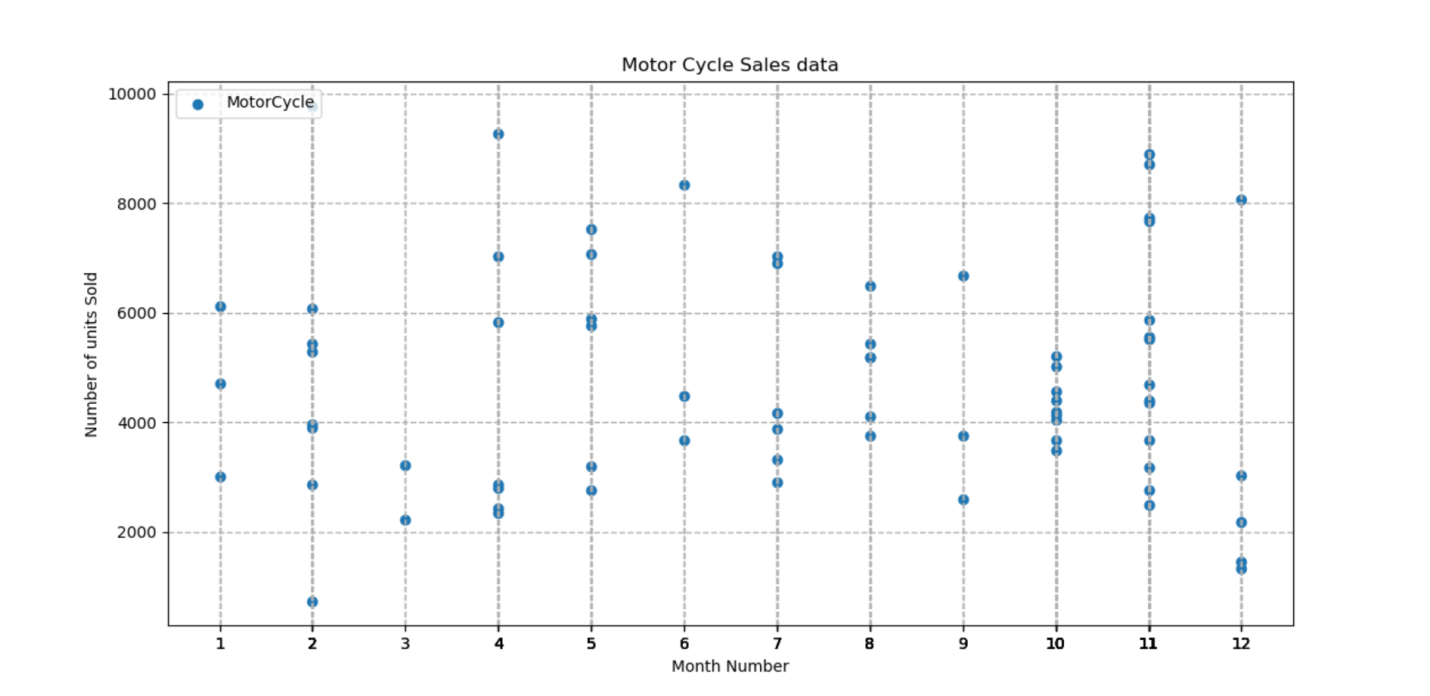 Motor Cycle Sales data
MotorCycle
10000
8000
6000
4000
2000
Number of units Sold
1 2 3 4 5 6 7 8 9 10 11 12
Month Number